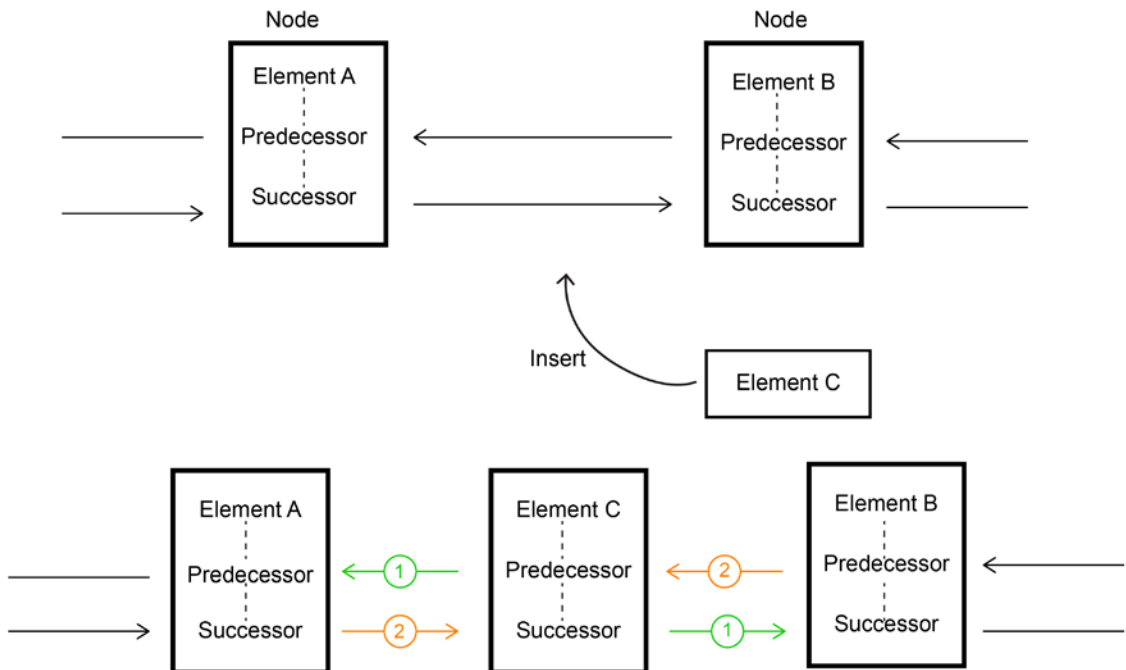 Node
Node
Element A
Predecessor
Successor
Element B
Predecessor
Successor
Insert
Element C
Element A
Predecessor
Successor
1
2
Element C
Predecessor
Successor
2
1
Element B
Predecessor
Successor